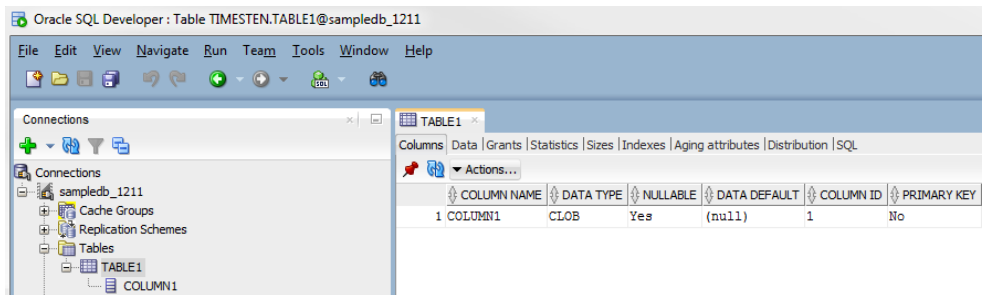 Oracle SQL Developer : Table TIMESTEN.TABLE1@sampledb_1211
File Edit View Navigate Run Team Tools Window Help
Connections
Connections
sampledb_1211
Cache Groups
Replication Schemes
Tables
TABLE1
COLUMN1
TABLE1
Columns Data Grants Statistics Sizes Indexes Aging attributes Distribution SQL
Actions...
COLUMN NAME DATA TYPE NULLABLE DATA DEFAULT COLUMN ID PRIMARY KEY
1 COLUMN1 CLOB Yes (null) 1 No